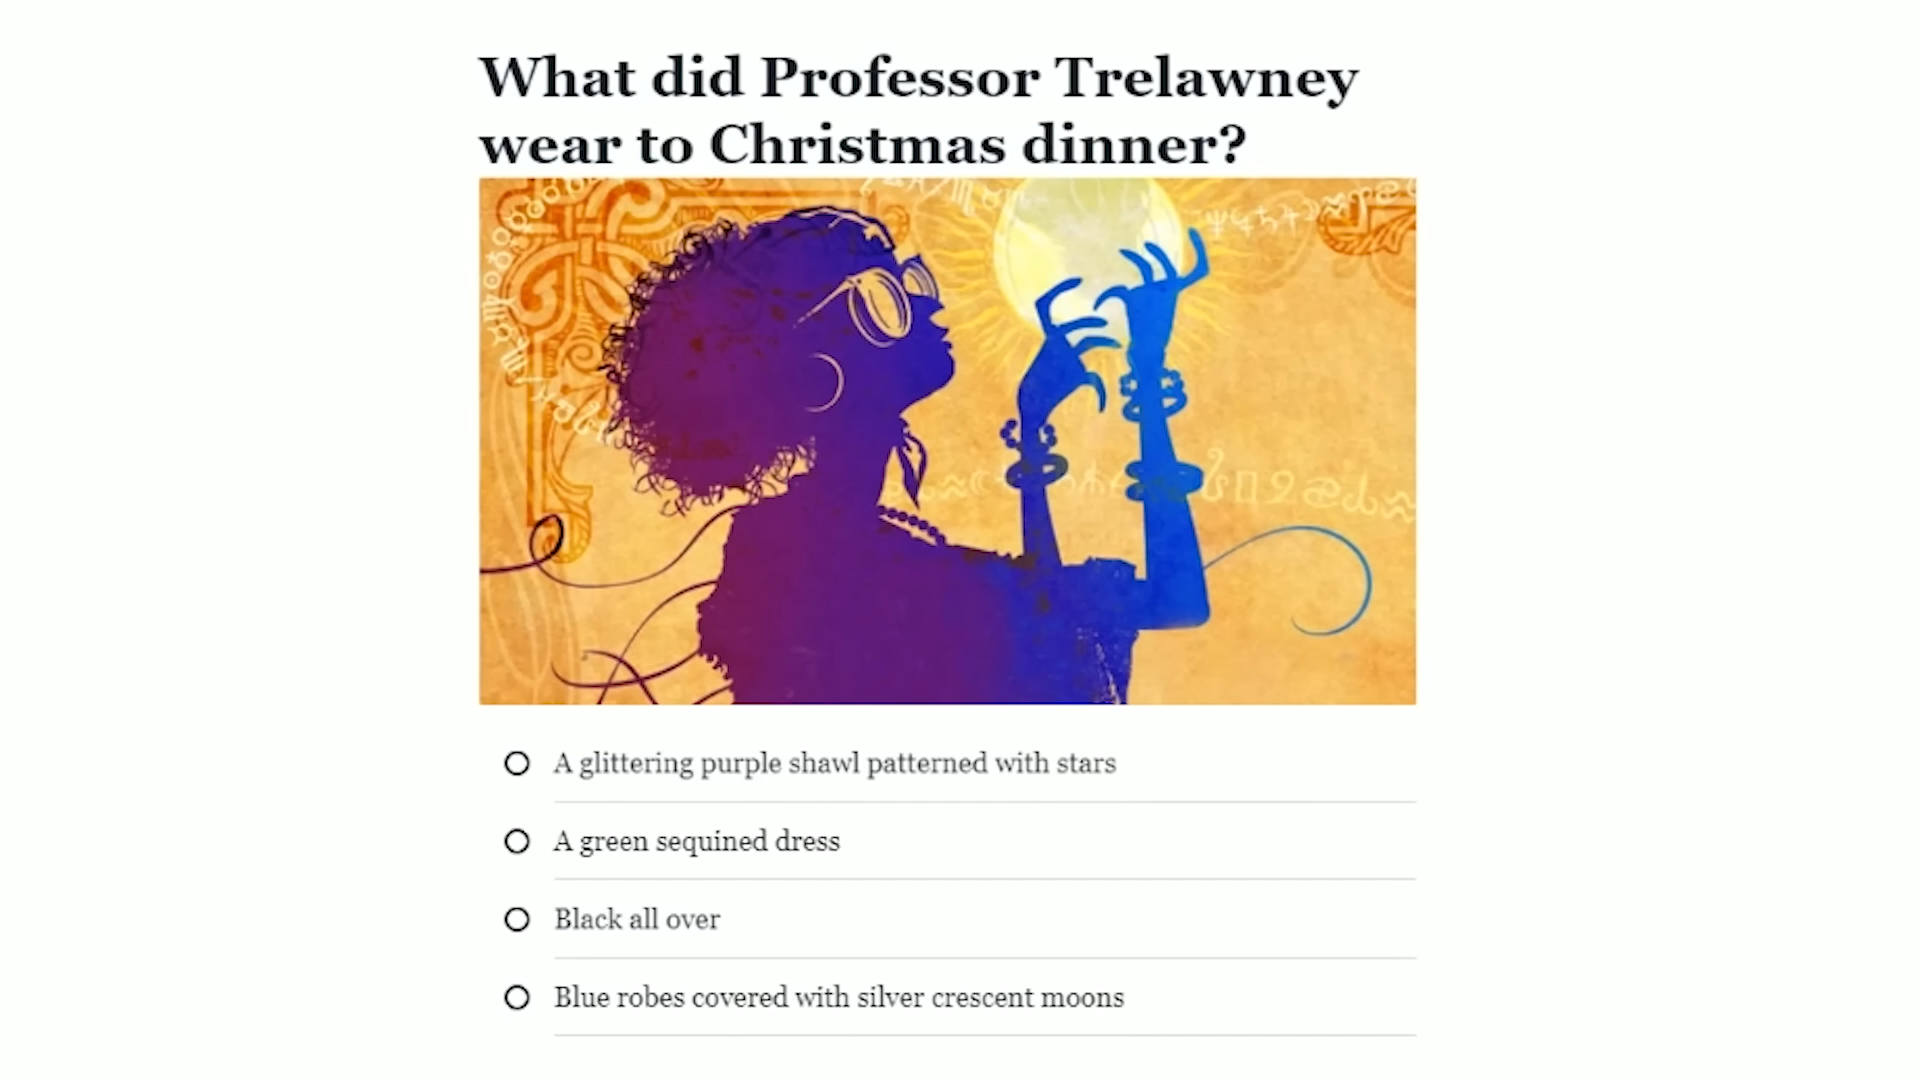 What did Professor Trelawney
wear to Christmas dinner?
A glittering purple shawl patterned with stars
A green sequined dress
Black all over
Blue robes covered with silver crescent moons